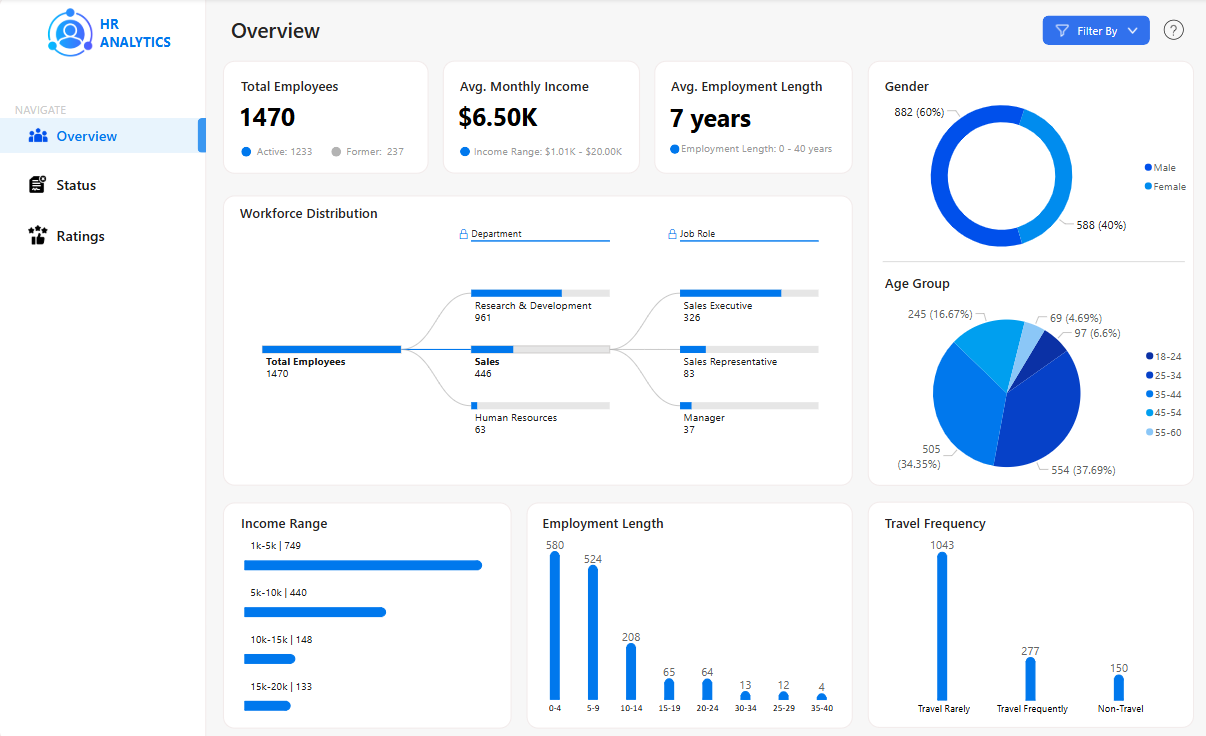 HR
ANALYTICS
NAVIGATE
Overview
Status
Ratings
Overview
Filter By
?
Total Employees
1470
Active: 1233 Former: 237
Avg. Monthly Income
$6.50K
Income Range: $1.01K - $20.00K
Avg. Employment Length
7 years
Employment Length: 0 - 40 years
Gender
882 (60%)
588 (40%)
Male
Female
Workforce Distribution
Department
Job Role
Total Employees
1470
Research & Development
961
Sales
446
Human Resources
63
Sales Executive
326
Sales Representative
83
Manager
37
Age Group
245 (16.67%)
69 (4.69%)
97 (6.6%)
505
(34.35%)
554 (37.69%)
18-24
25-34
35-44
45-54
55-60
Income Range
1k-5k | 749
5k-10k | 440
10k-15k | 148
15k-20k | 133
Employment Length
580 524 208 65 64 13 12 4
0-4 5-9 10-14 15-19 20-24 30-34 25-29 35-40
Travel Frequency
1043 277 150
Travel Rarely Travel Frequently Non-Travel